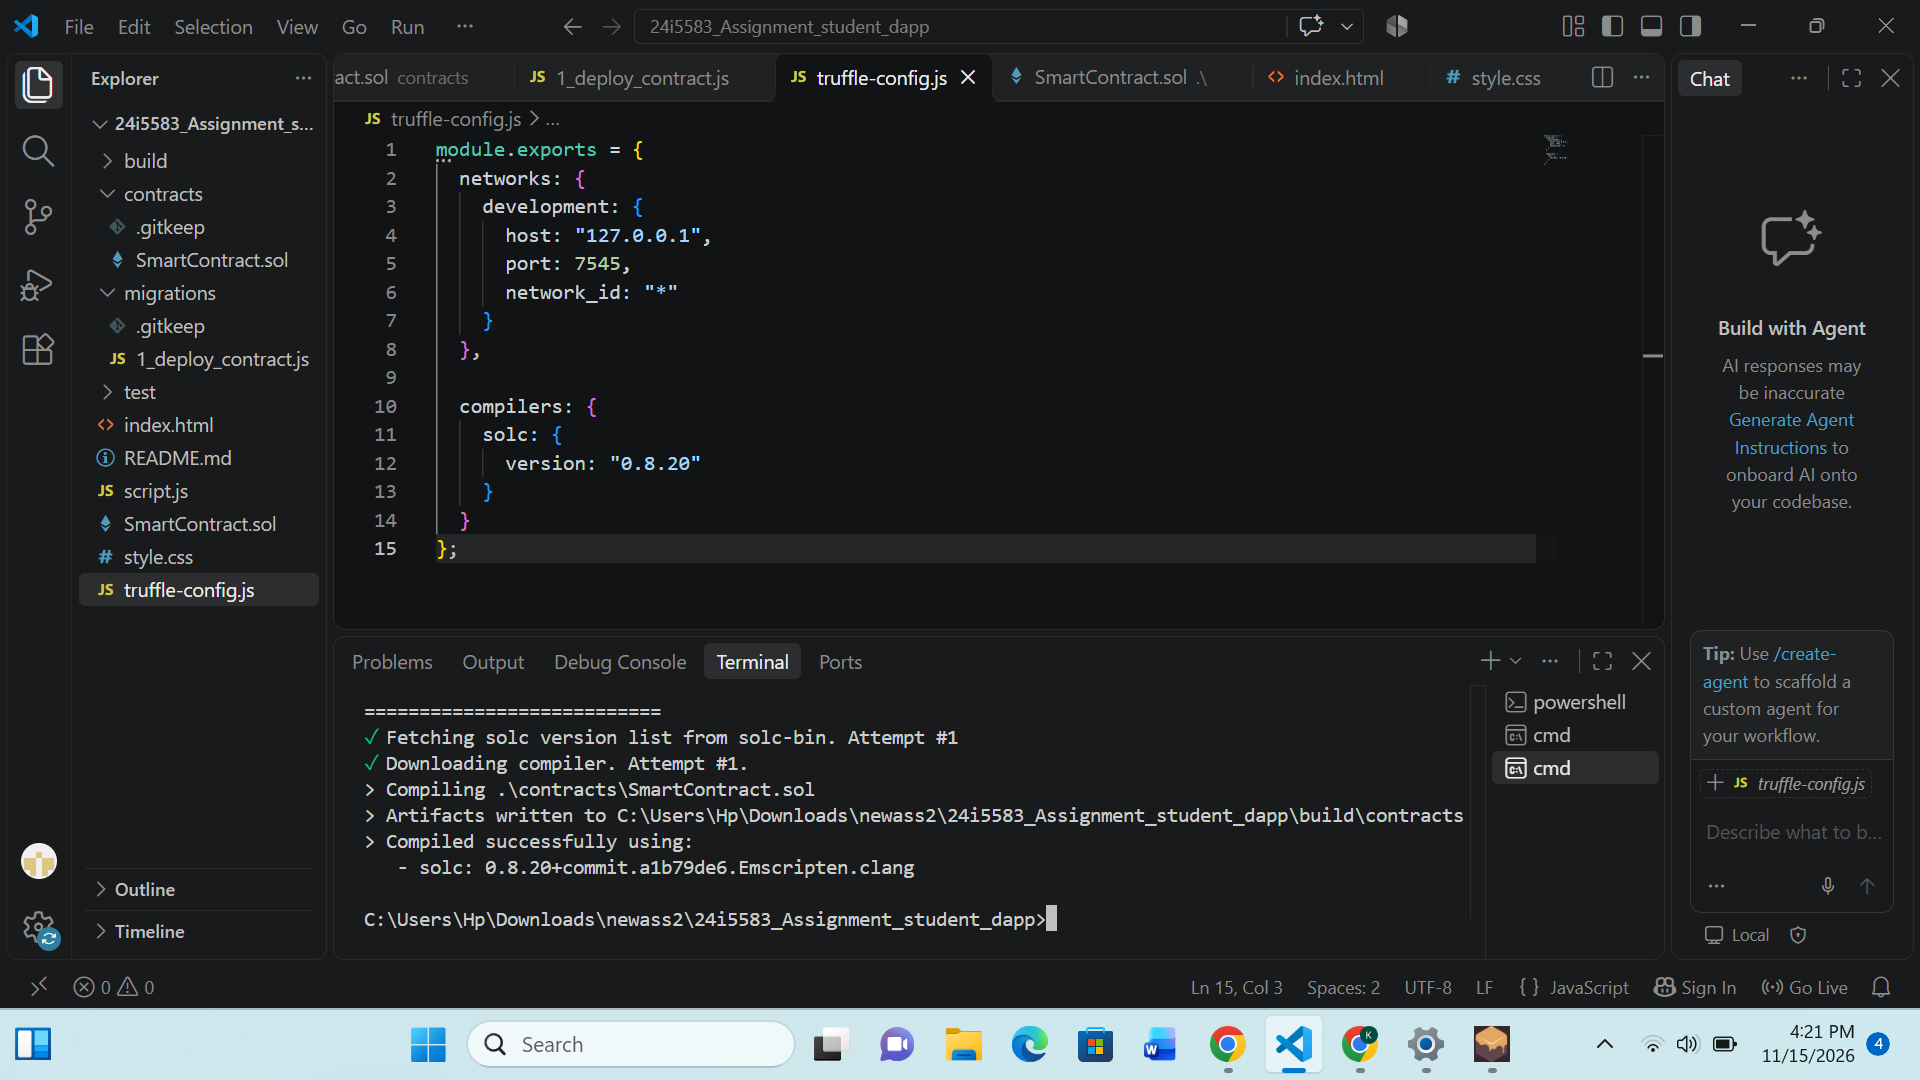 File Edit Selection View Go Run
24i5583_Assignment_student_dapp
Explorer
24i5583_Assignment_s...
build
contracts
.gitkeep
SmartContract.sol
migrations
.gitkeep
1_deploy_contract.js
test
index.html
README.md
script.js
SmartContract.sol
style.css
truffle-config.js
Outline
Timeline
act.sol contracts
JS 1_deploy_contract.js
JS truffle-config.js
SmartContract.sol .\
index.html
# style.css
JS truffle-config.js > ...
1 module.exports = {
2 networks: {
3 development: {
4 host: "127.0.0.1",
5 port: 7545,
6 network_id: "*"
7 }
8 },
9
10 compilers: {
11 solc: {
12 version: "0.8.20"
13 }
14 }
15 };
Problems Output Debug Console Terminal Ports
===========================
✓ Fetching solc version list from solc-bin. Attempt #1
✓ Downloading compiler. Attempt #1.
> Compiling .\contracts\SmartContract.sol
> Artifacts written to C:\Users\Hp\Downloads\newass2\24i5583_Assignment_student_dapp\build\contracts
> Compiled successfully using:
- solc: 0.8.20+commit.a1b79de6.Emscripten.clang
C:\Users\Hp\Downloads\newass2\24i5583_Assignment_student_dapp>
powershell
cmd
cmd
Chat
Build with Agent
AI responses may
be inaccurate
Generate Agent
Instructions to
onboard AI onto
your codebase.
Tip: Use /create-
agent to scaffold a
custom agent for
your workflow.
JS truffle-config.js
Describe what to b...
Local
0 0
Ln 15, Col 3 Spaces: 2 UTF-8 LF {} JavaScript Sign In Go Live
Search
4:21 PM
11/15/2026
4